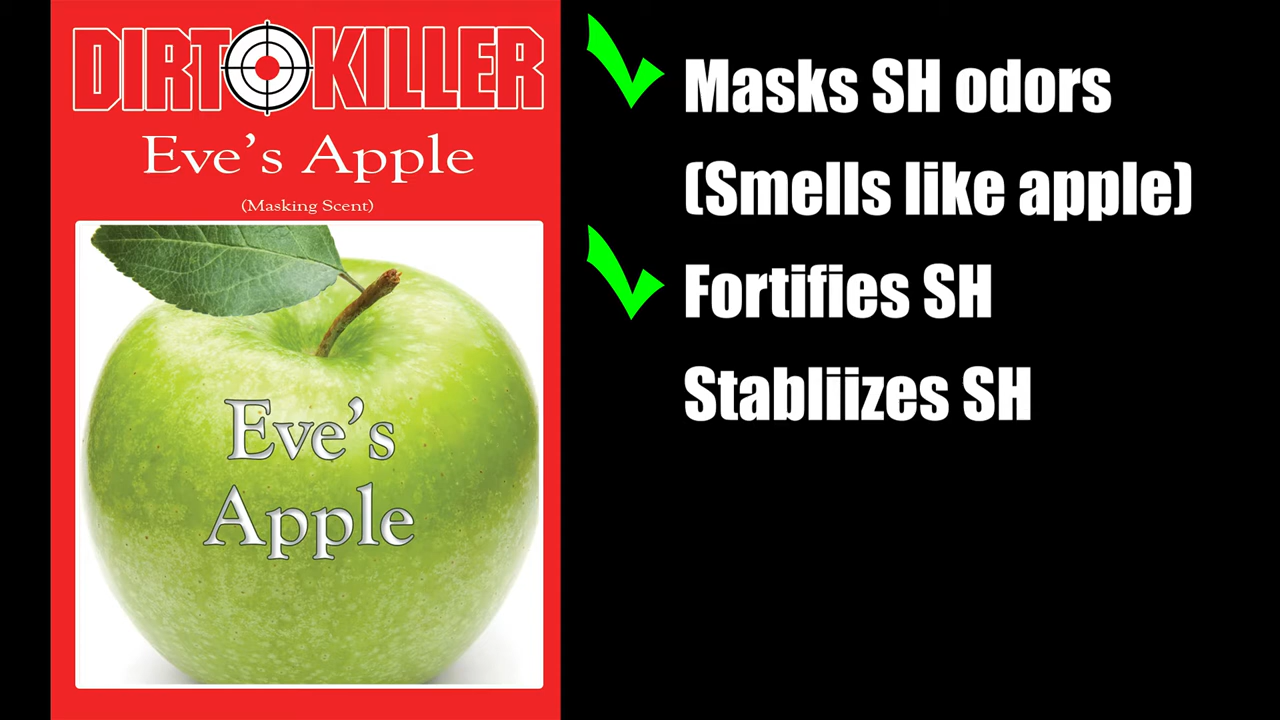 DIRT KILLER
Eve's Apple
(Masking Scent)
Eve's
Apple
Masks SH odors
(Smells like apple)
Fortifies SH
Stabliizes SH